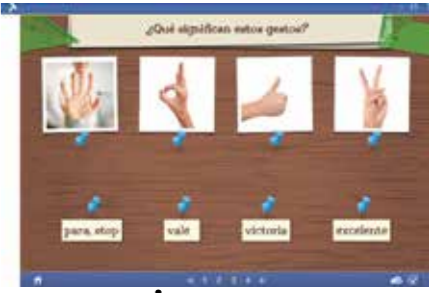 ¿Qué significan estos gestos?
para, stop
vale
victoria
excelente